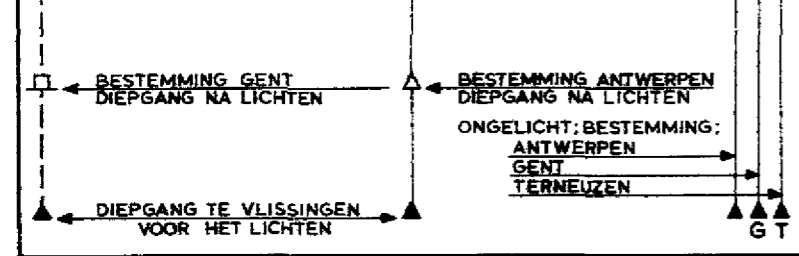 BESTEMMING GENT
DIEPGANG NA LICHTEN
BESTEMMING ANTWERPEN
DIEPGANG NA LICHTEN
ONGELICHT; BESTEMMING;
ANTWERPEN
GENT
TERNEUZEN
DIEPGANG TE VLISSINGEN
VOOR HET LICHTEN
G T